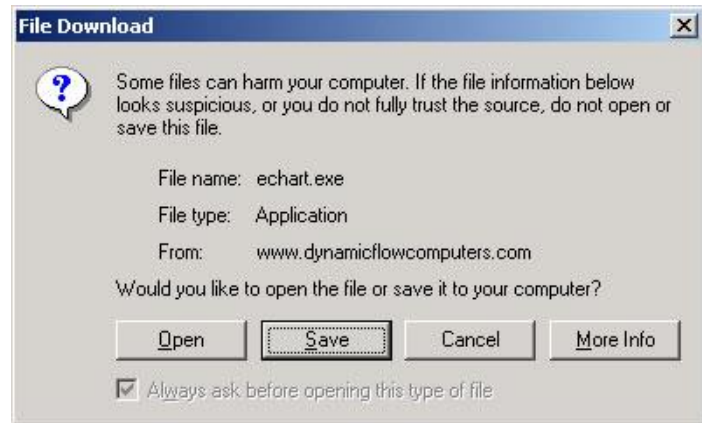 File Download
Some files can harm your computer. If the file information below
looks suspicious, or you do not fully trust the source, do not open or
save this file.
File name: echart.exe
File type: Application
From: www.dynamicflowcomputers.com
Would you like to open the file or save it to your computer?
Open Save Cancel More Info
Always ask before opening this type of file